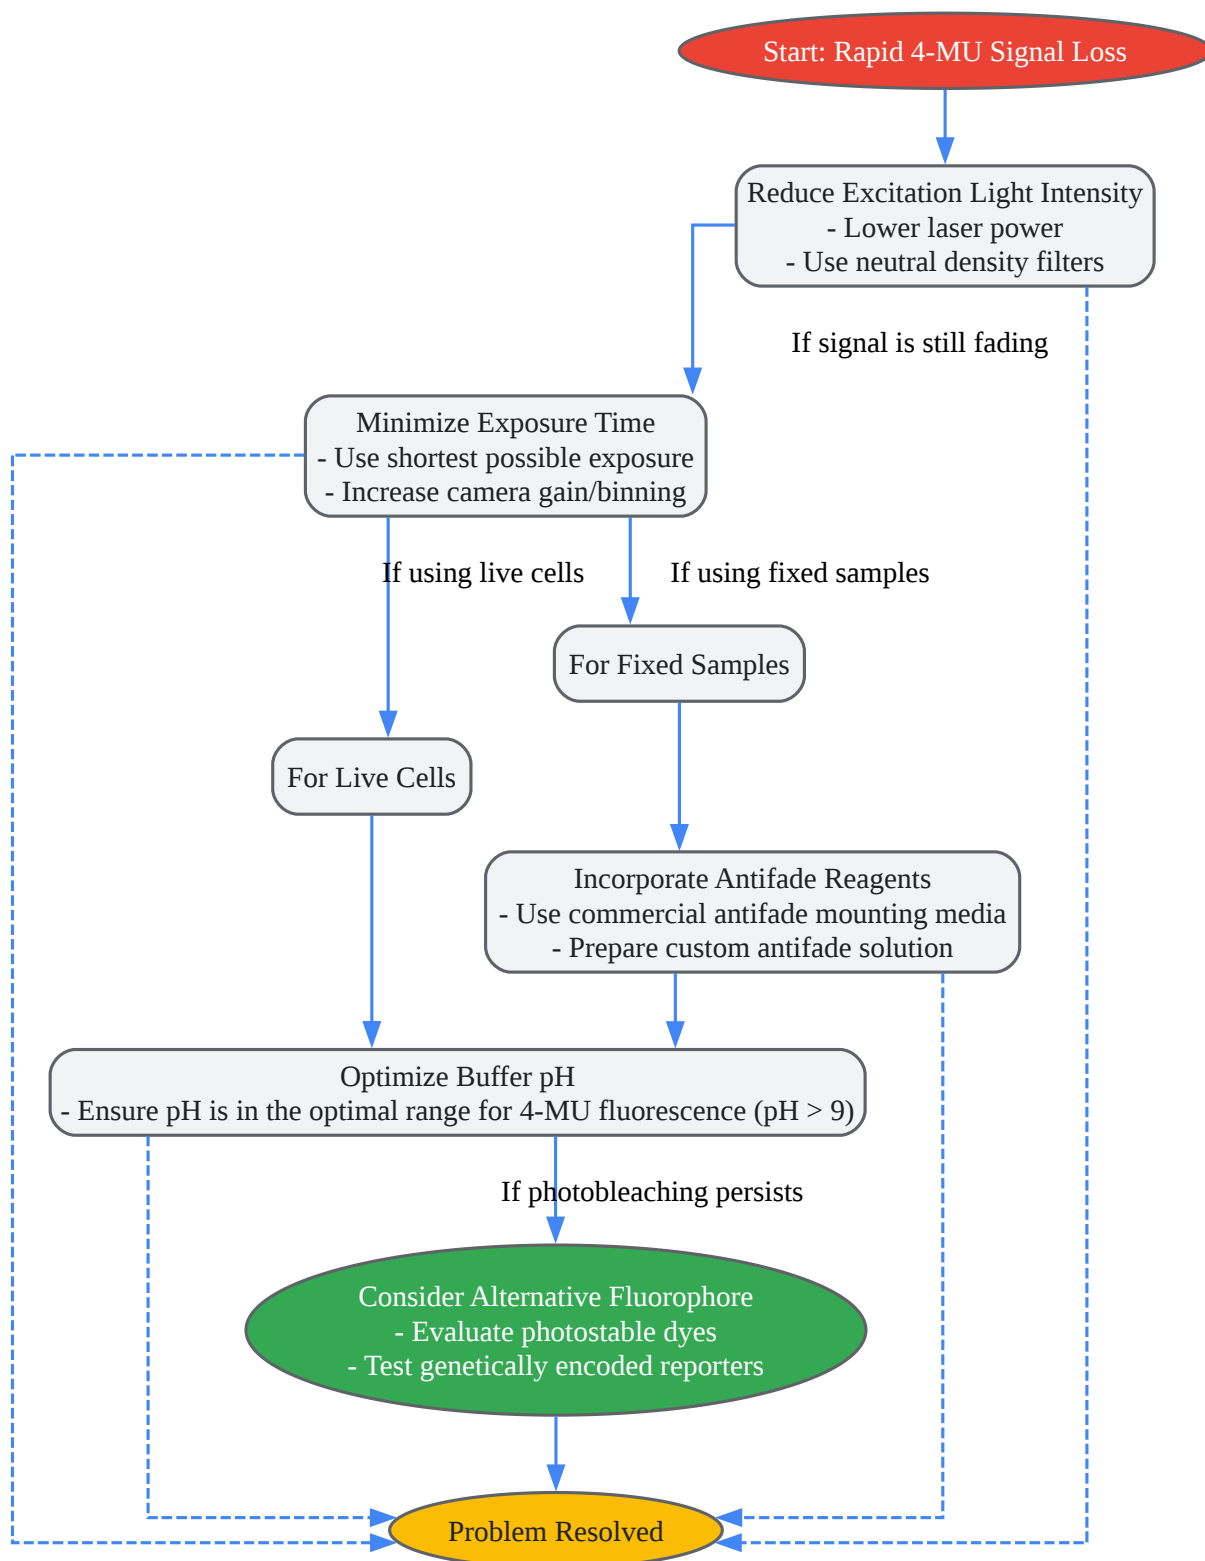 Start: Rapid 4-MU Signal Loss
Reduce Excitation Light Intensity
- Lower laser power
- Use neutral density filters
If signal is still fading
Minimize Exposure Time
- Use shortest possible exposure
- Increase camera gain/binning
If using live cells
If using fixed samples
For Fixed Samples
For Live Cells
Incorporate Antifade Reagents
- Use commercial antifade mounting media
- Prepare custom antifade solution
Optimize Buffer pH
- Ensure pH is in the optimal range for 4-MU fluorescence (pH > 9)
If photobleaching persists
Consider Alternative Fluorophore
- Evaluate photostable dyes
- Test genetically encoded reporters
Problem Resolved